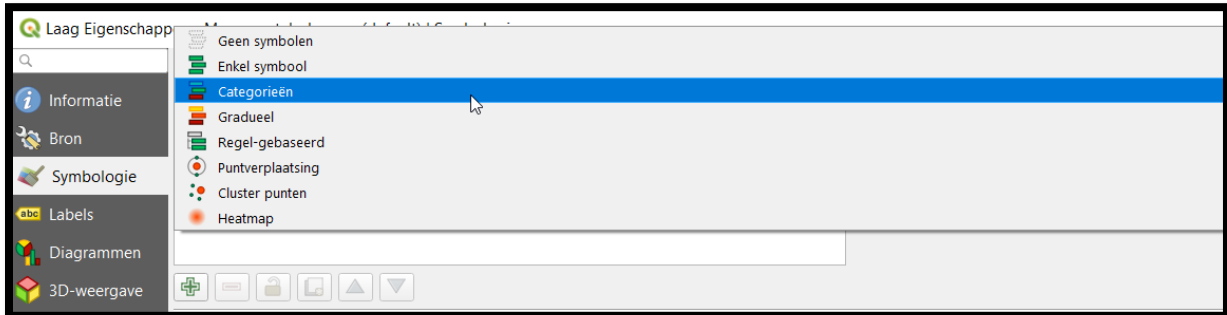 Laag Eigenschapp
Geen symbolen
Enkel symbool
Categorieën
Gradueel
Regel-gebaseerd
Puntverplaatsing
Cluster punten
Heatmap
Informatie
Bron
Symbologie
abc Labels
Diagrammen
3D-weergave